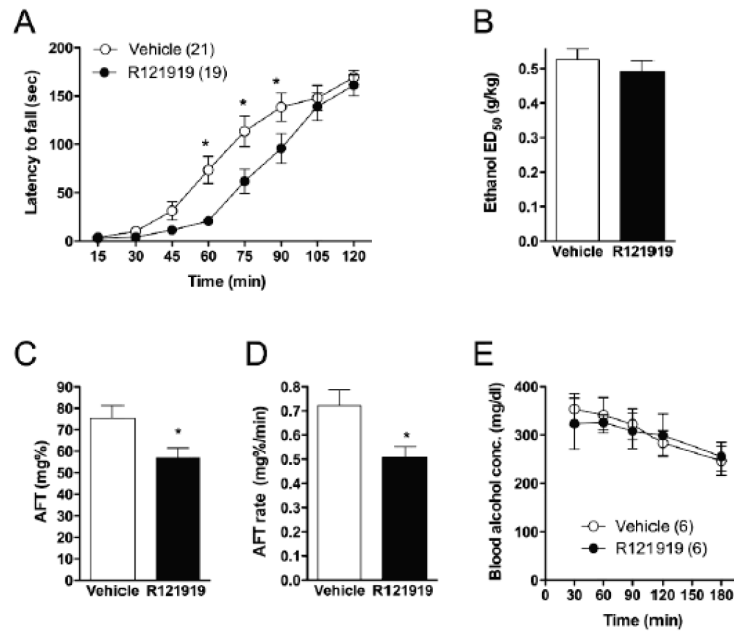 A
B
Vehicle (21)
R121919 (19)
Latency to fall (sec)
200
150
100
50
0
*
*
*
15 30 45 60 75 90 105 120
Time (min)
Ethanol ED50 (g/kg)
0.5
0.4
0.3
0.2
0.1
0.0
Vehicle R121919
C
D
E
AFT (mg%)
90
80
70
60
50
40
30
20
10
0
*
Vehicle R121919
AFT rate (mg%/min)
0.8
0.7
0.6
0.5
0.4
0.3
0.2
0.1
0.0
*
Vehicle R121919
Blood alcohol conc. (mg/dl)
400
300
200
100
0
Vehicle (6)
R121919 (6)
0 30 60 90 120 150 180
Time (min)